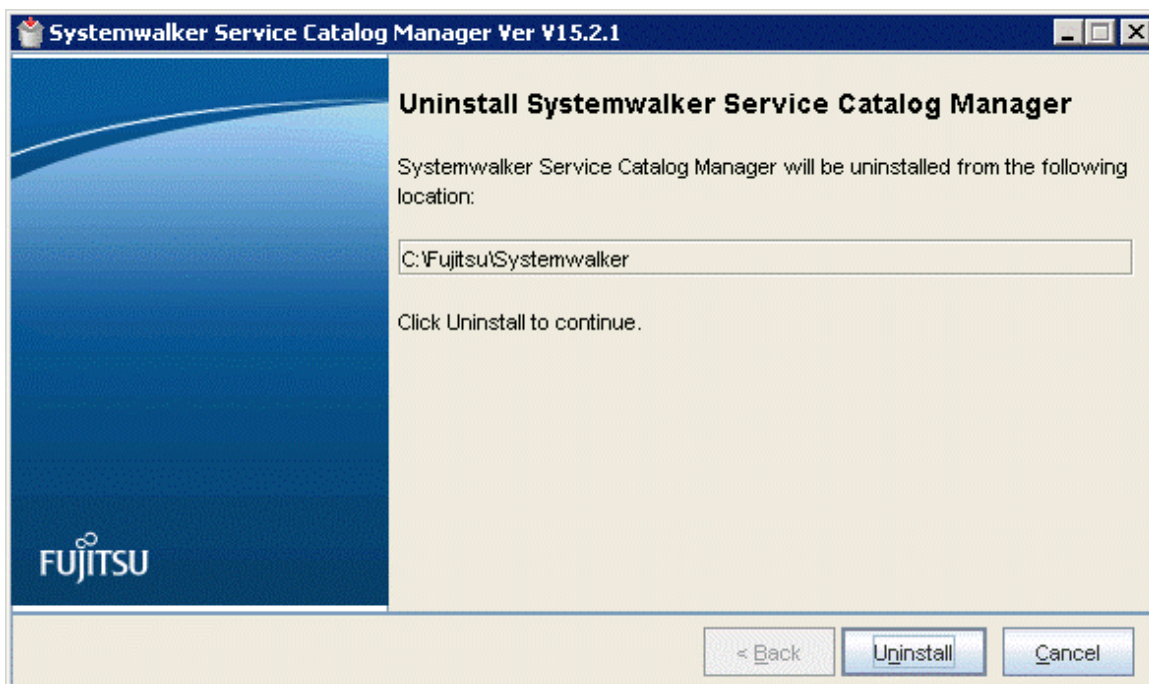 Systemwalker Service Catalog Manager Ver V15.2.1
Uninstall Systemwalker Service Catalog Manager
Systemwalker Service Catalog Manager will be uninstalled from the following
location:
C:\Fujitsu\Systemwalker
Click Uninstall to continue.
FUJITSU
< Back
Uninstall
Cancel